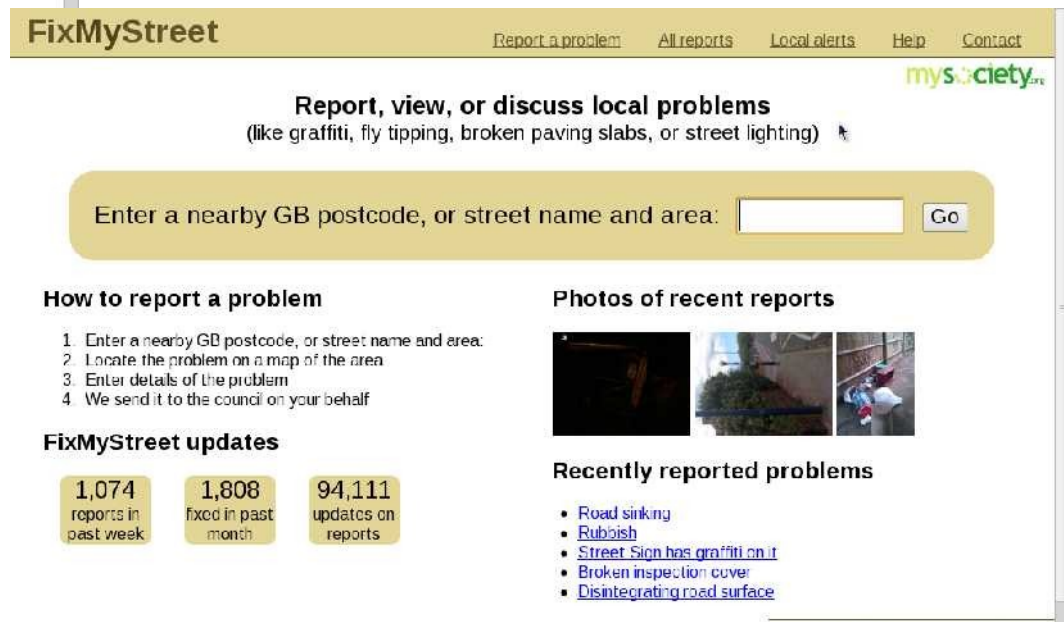 FixMyStreet
Report a problem All reports Local alerts Help Contact
mysociety.org
Report, view, or discuss local problems
(like graffiti, fly tipping, broken paving slabs, or street lighting)
Enter a nearby GB postcode, or street name and area:
Go
How to report a problem
1. Enter a nearby GB postcode, or street name and area:
2. Locate the problem on a map of the area
3. Enter details of the problem
4. We send it to the council on your behalf
FixMyStreet updates
1,074
reports in
past week
1,808
fixed in past
month
94,111
updates on
reports
Photos of recent reports
Recently reported problems
Road sinking
Rubbish
Street Sign has graffiti on it
Broken inspection cover
Disintegrating road surface